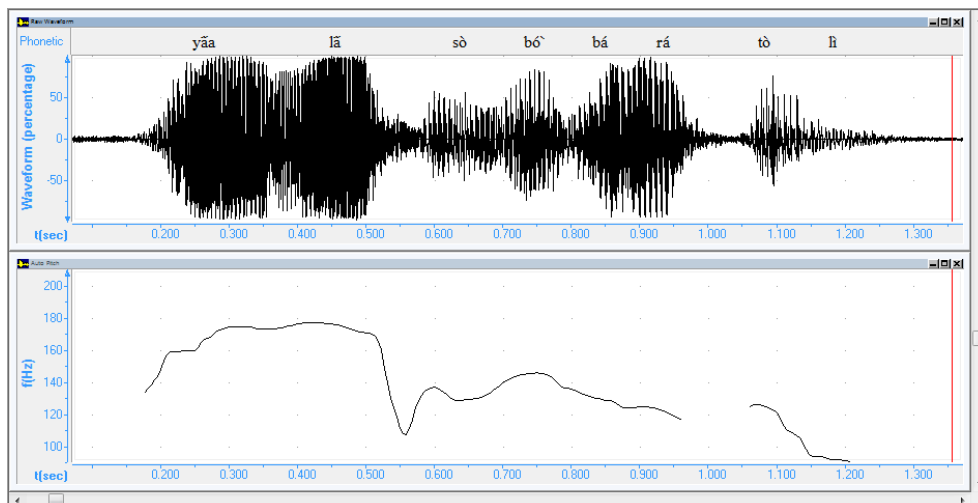 Raw Waveform
Phonetic yẫa lẫ sò bó` bá rá tò lì
Waveform (percentage)
50
0
-50
t(sec) 0.200 0.300 0.400 0.500 0.600 0.700 0.800 0.900 1.000 1.100 1.200 1.300
Auto Pitch
f(Hz)
200
180
160
140
120
100
t(sec) 0.200 0.300 0.400 0.500 0.600 0.700 0.800 0.900 1.000 1.100 1.200 1.300